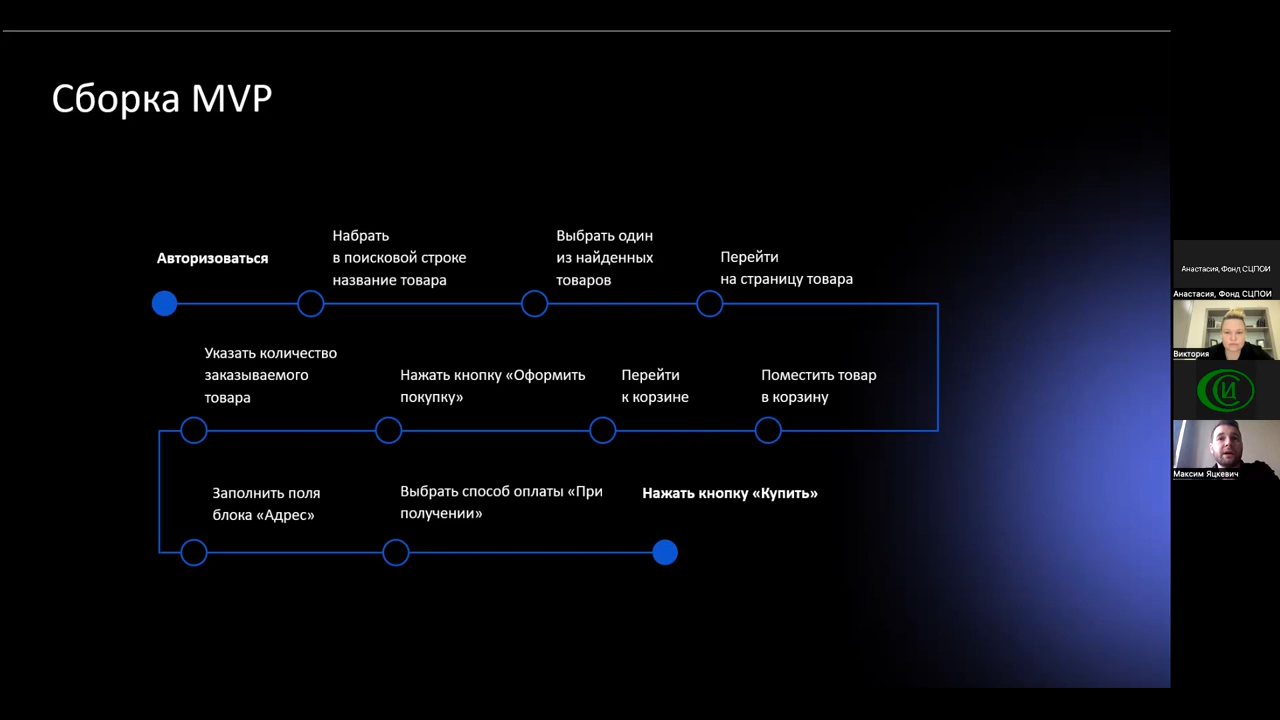 Сборка MVP
Авторизоваться
Набрать
в поисковой строке
название товара
Выбрать один
из найденных
товаров
Перейти
на страницу товара
Указать количество
заказываемого
товара
Нажать кнопку «Оформить
покупку»
Перейти
к корзине
Поместить товар
в корзину
Заполнить поля
блока «Адрес»
Выбрать способ оплаты «При
получении»
Нажать кнопку «Купить»
Анастасия, Фонд СЦПОИ
Анастасия, Фонд СЦПОИ
Виктория
Максим Яцкевич